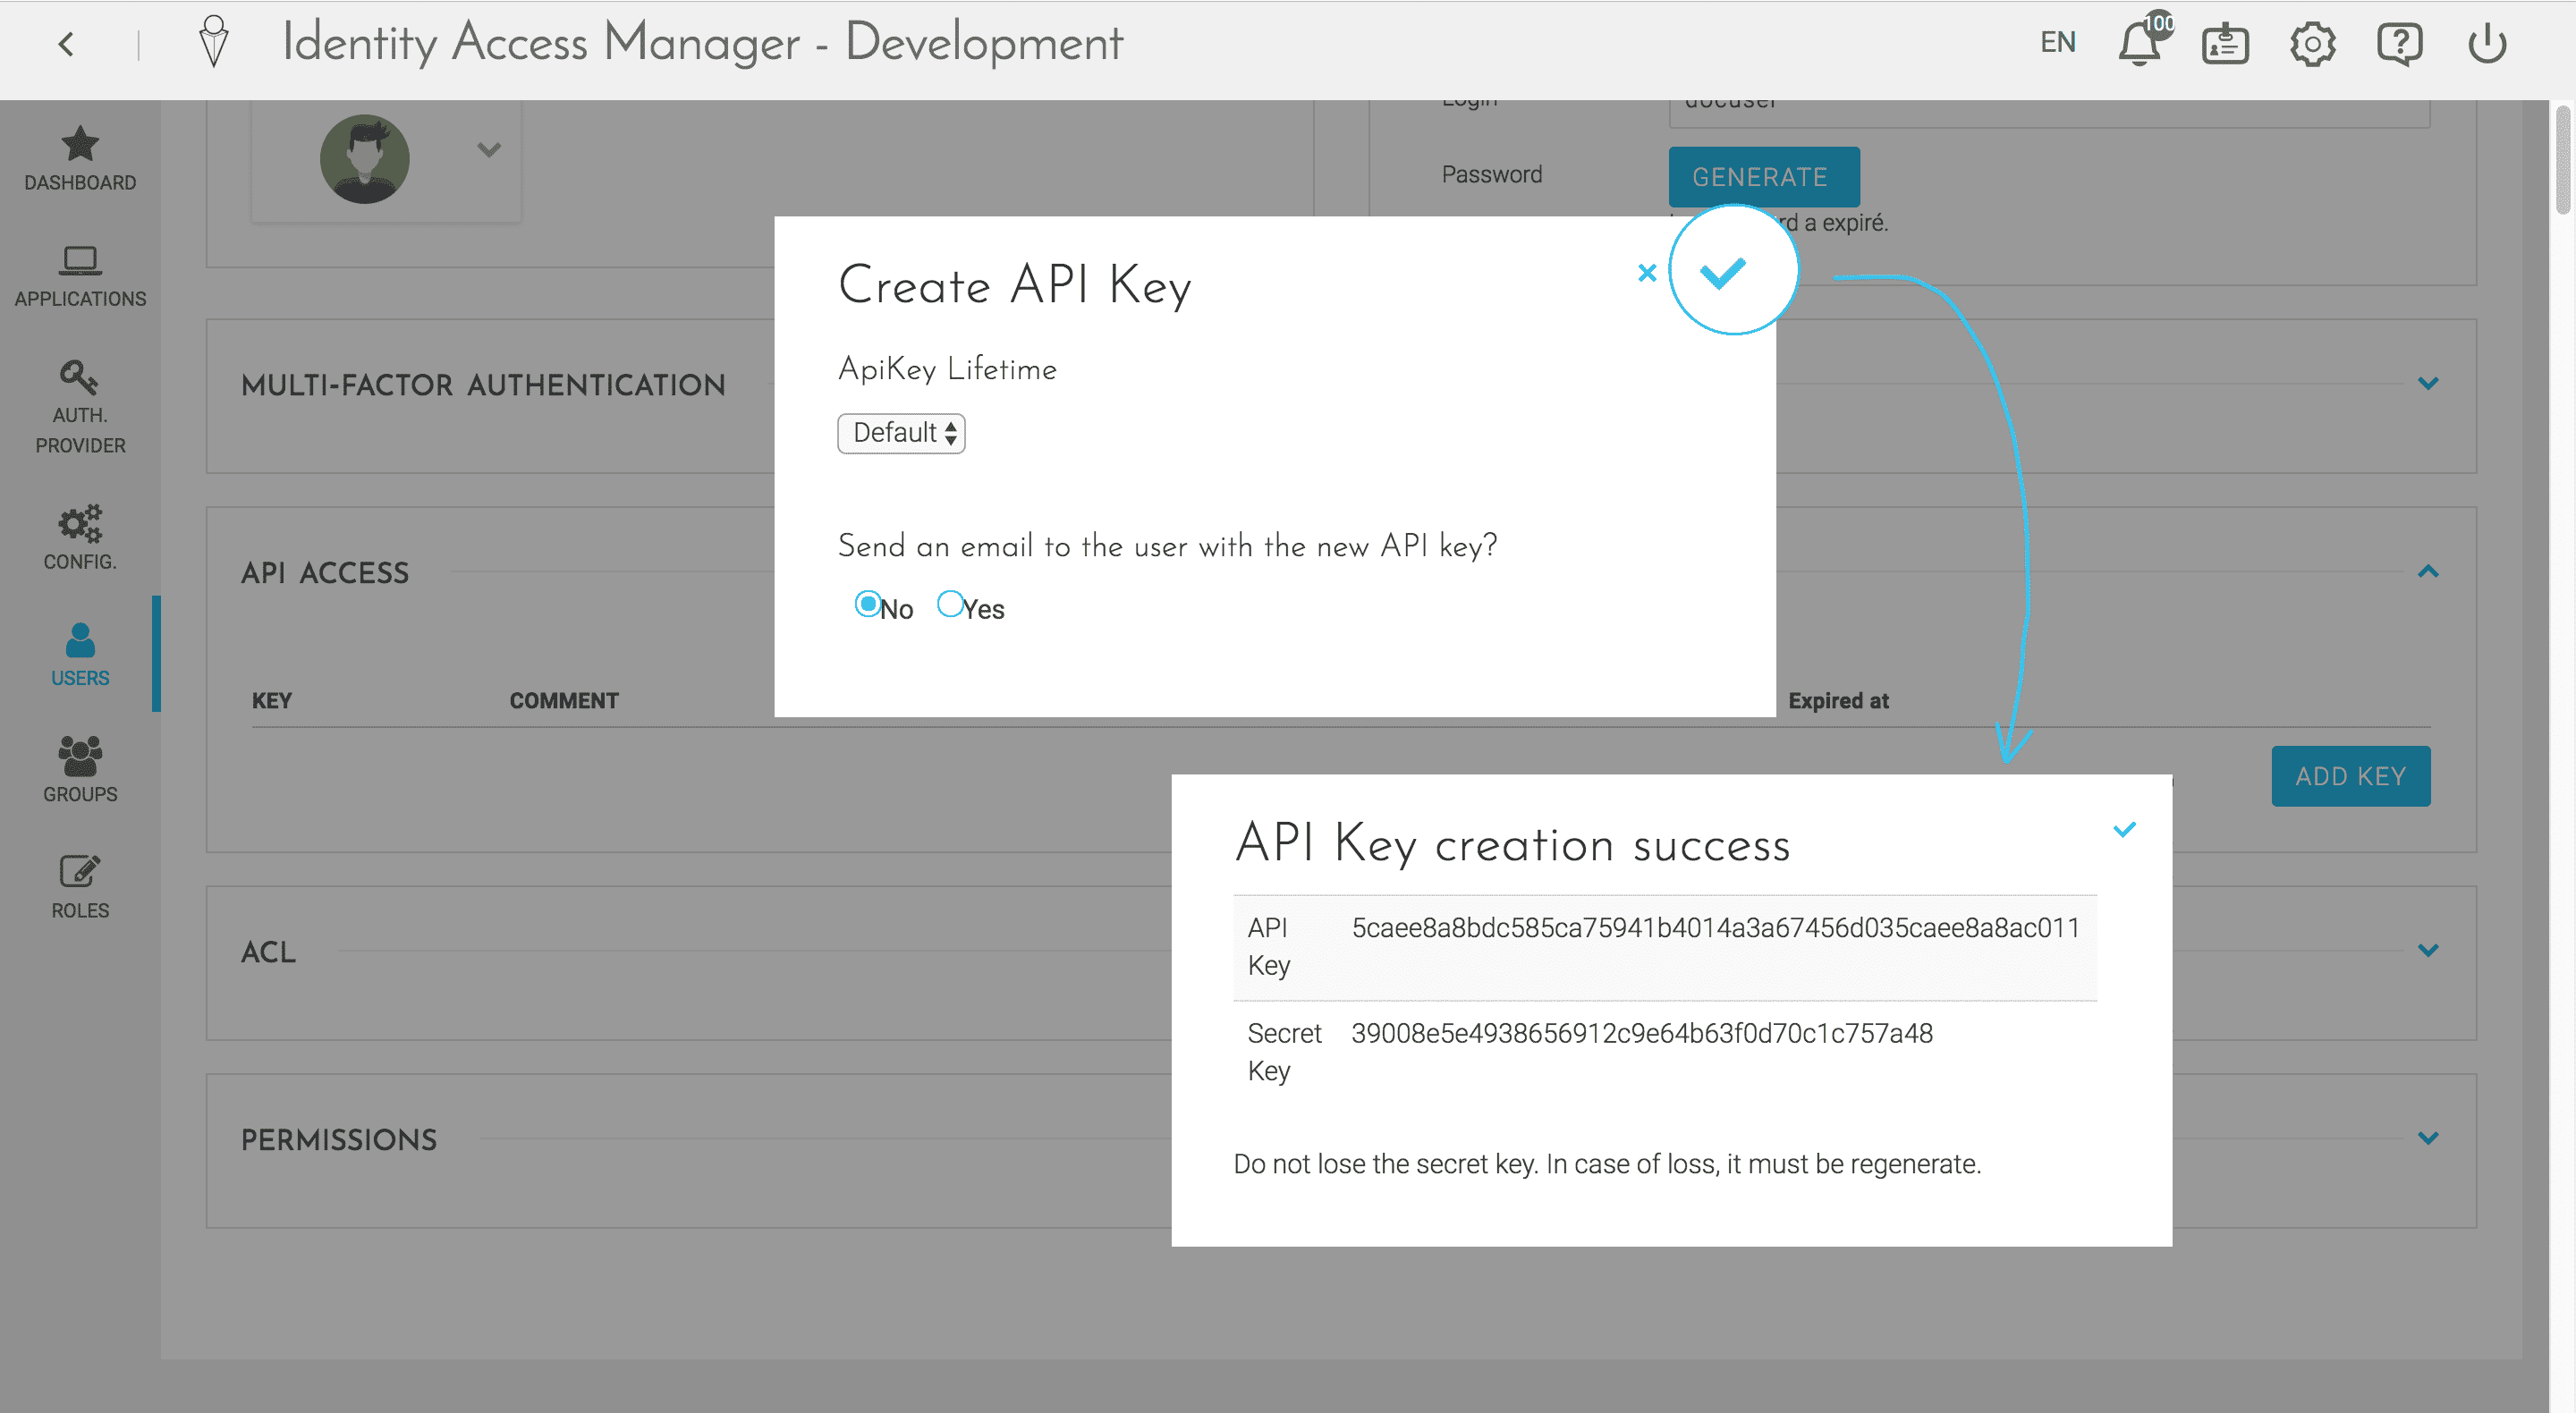 Identity Access Manager - Development
EN
100
DASHBOARD
APPLICATIONS
AUTH.
PROVIDER
CONFIG.
USERS
GROUPS
ROLES
Login
docuser
Password
GENERATE
rd a expiré.
MULTI-FACTOR AUTHENTICATION
API ACCESS
KEY
COMMENT
Expired at
ADD KEY
ACL
PERMISSIONS
Create API Key
ApiKey Lifetime
Default
Send an email to the user with the new API key?
No
Yes
API Key creation success
API
Key
5caee8a8bdc585ca75941b4014a3a67456d035caee8a8ac011
Secret
Key
39008e5e4938656912c9e64b63f0d70c1c757a48
Do not lose the secret key. In case of loss, it must be regenerate.